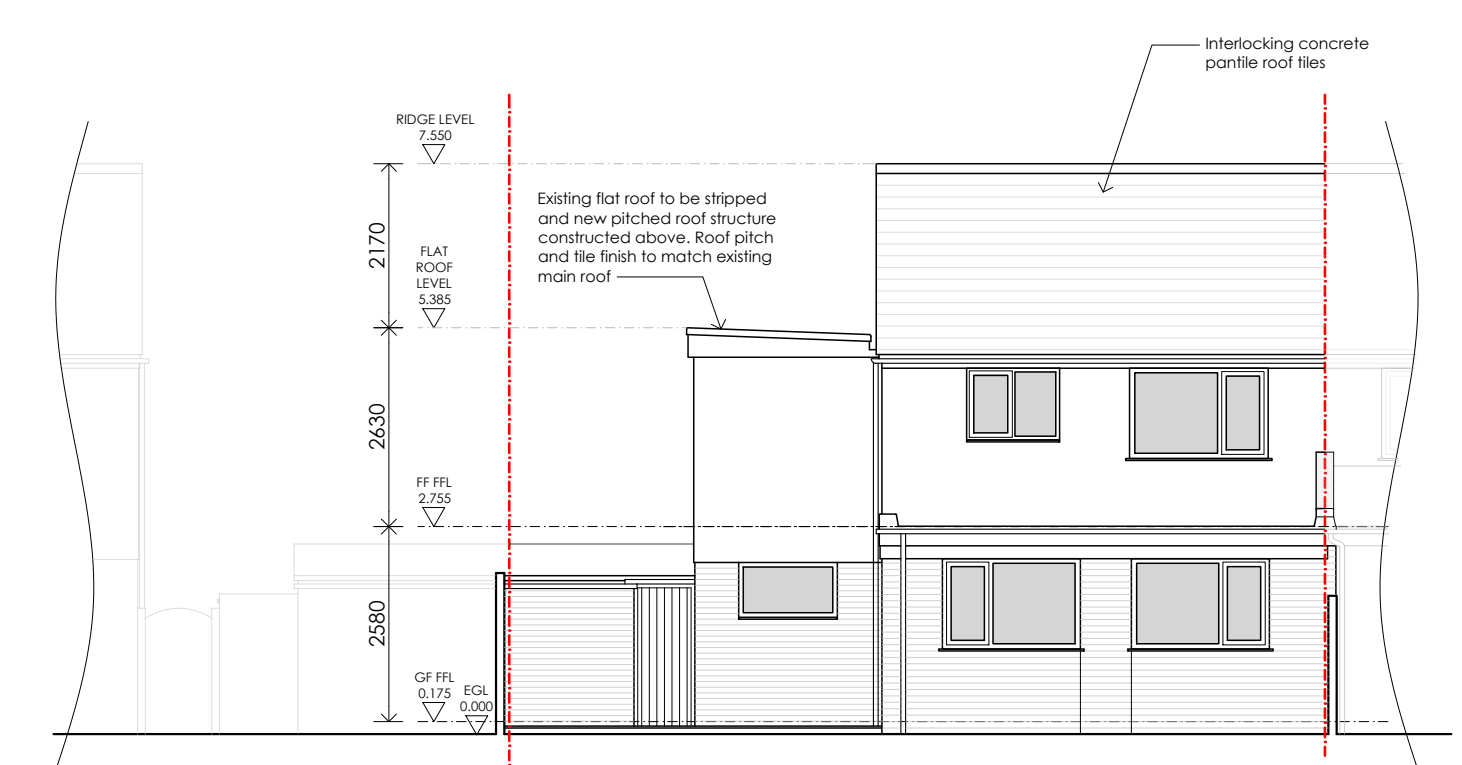 Interlocking concrete
pantile roof tiles
RIDGE LEVEL
7.550
Existing flat roof to be stripped
and new pitched roof structure
constructed above. Roof pitch
and tile finish to match existing
main roof
2170
FLAT
ROOF
LEVEL
5.385
2630
FF FFL
2.755
2580
GF FFL
0.175
EGL
0.000